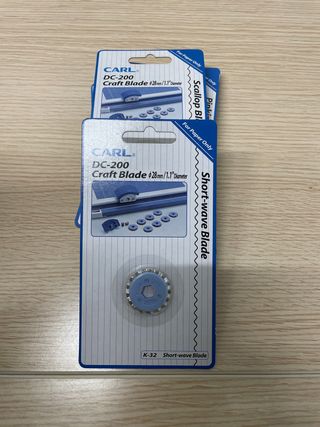 CARL®
DC-200
Craft Blade ϕ28mm/1.1" Diameter
For Paper Only
Scallop Bl
CARL®
DC-200
Craft Blade ϕ28mm/1.1" Diameter
For Paper Only
Short-wave Blade
K-32 Short-wave Blade